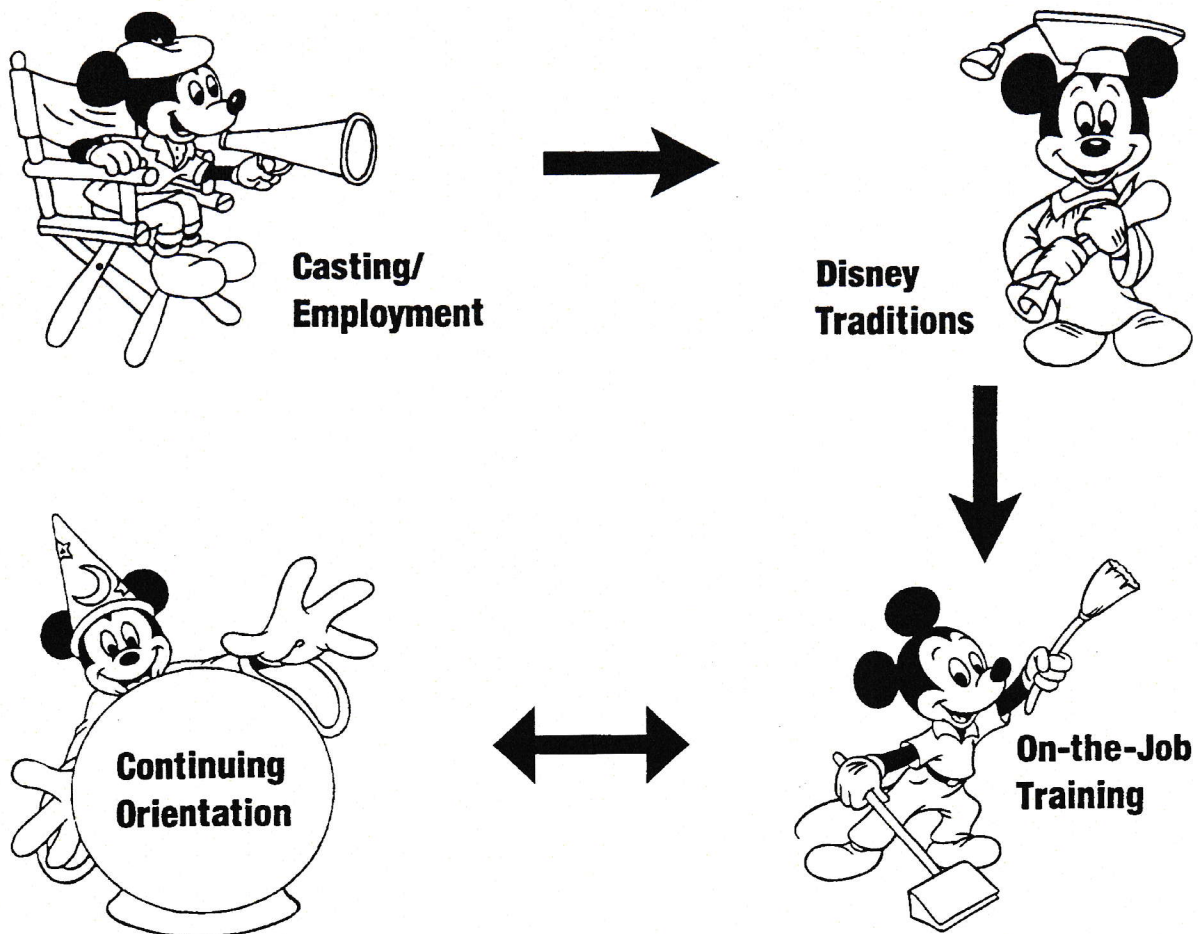 Casting/
Employment
Disney
Traditions
On-the-Job
Training
Continuing
Orientation